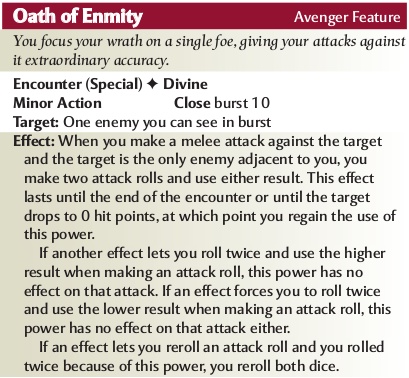 Oath of Enmity Avenger Feature
You focus your wrath on a single foe, giving your attacks against
it extraordinary accuracy.
Encounter (Special) ✦ Divine
Minor Action Close burst 10
Target: One enemy you can see in burst
Effect: When you make a melee attack against the target
and the target is the only enemy adjacent to you, you
make two attack rolls and use either result. This effect
lasts until the end of the encounter or until the target
drops to 0 hit points, at which point you regain the use of
this power.
If another effect lets you roll twice and use the higher
result when making an attack roll, this power has no
effect on that attack. If an effect forces you to roll twice
and use the lower result when making an attack roll, this
power has no effect on that attack either.
If an effect lets you reroll an attack roll and you rolled
twice because of this power, you reroll both dice.